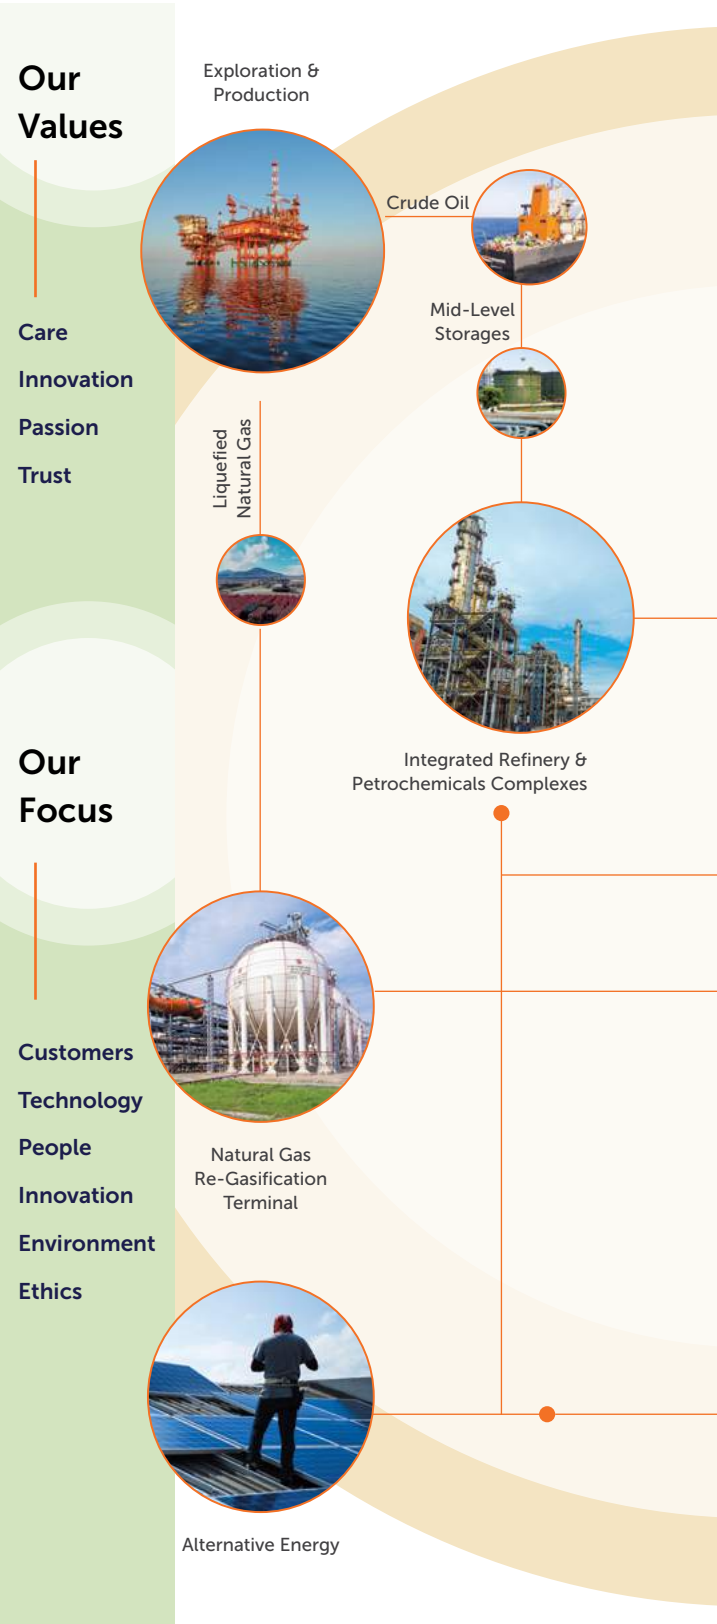 Our
Values
Care
Innovation
Passion
Trust
Our
Focus
Customers
Technology
People
Innovation
Environment
Ethics
Exploration &
Production
Crude Oil
Mid-Level
Storages
Liquefied
Natural Gas
Integrated Refinery &
Petrochemicals Complexes
Natural Gas
Re-Gasification
Terminal
Alternative Energy